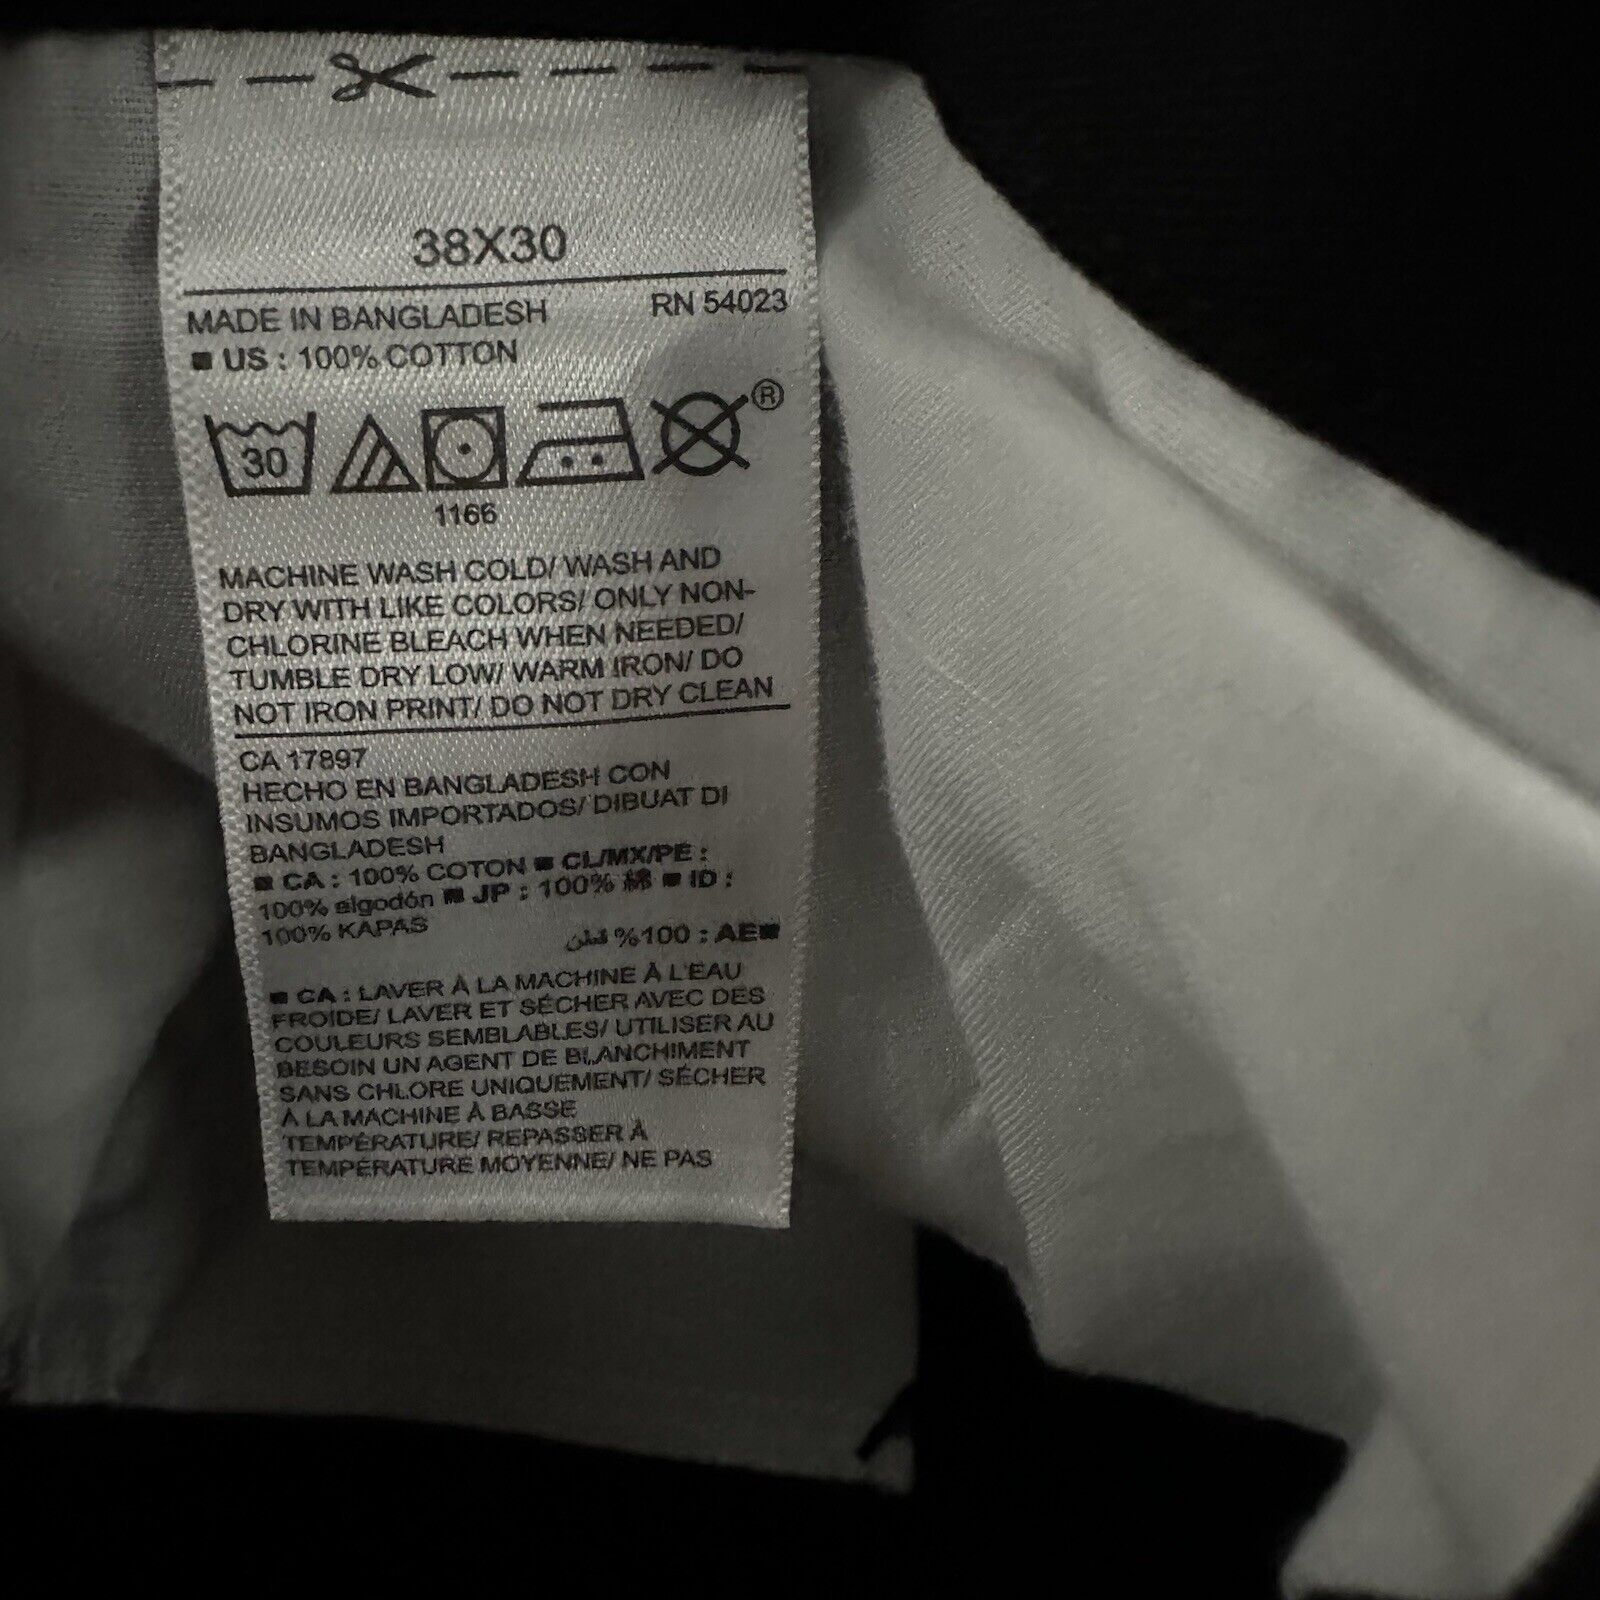 38X30
MADE IN BANGLADESH RN 54023
■ US : 100% COTTON
30 ®
1166
MACHINE WASH COLD/ WASH AND
DRY WITH LIKE COLORS/ ONLY NON-
CHLORINE BLEACH WHEN NEEDED/
TUMBLE DRY LOW/ WARM IRON/ DO
NOT IRON PRINT/ DO NOT DRY CLEAN
CA 17897
HECHO EN BANGLADESH CON
INSUMOS IMPORTADOS/ DIBUAT DI
BANGLADESH
■ CA : 100% COTON ■ CL/MX/PE :
100% algodón ■ JP : 100% 綿 ■ ID :
100% KAPAS
■AE : 100% قطن
■ CA : LAVER À LA MACHINE À L'EAU
FROIDE/ LAVER ET SÉCHER AVEC DES
COULEURS SEMBLABLES/ UTILISER AU
BESOIN UN AGENT DE BLANCHIMENT
SANS CHLORE UNIQUEMENT/ SÉCHER
À LA MACHINE À BASSE
TEMPÉRATURE/ REPASSER À
TEMPÉRATURE MOYENNE/ NE PAS